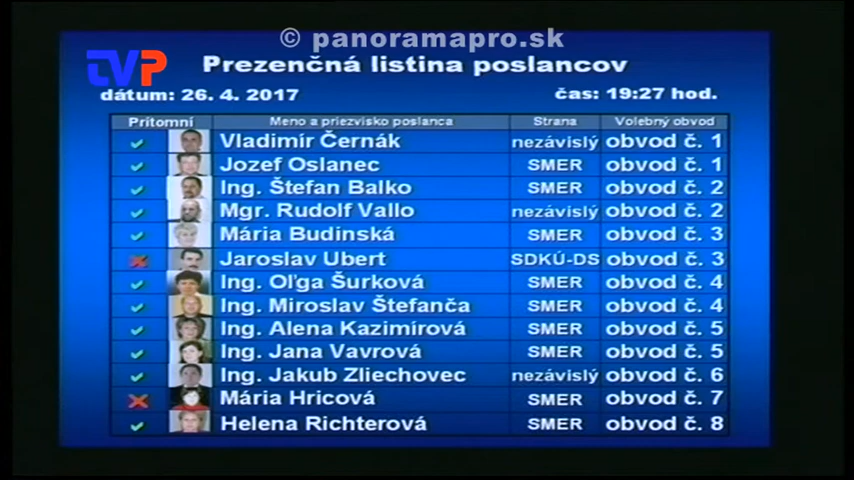 © panoramapro.sk
TVP
Prezenčná listina poslancov
dátum: 26. 4. 2017 čas: 19:27 hod.
Prítomní Meno a priezvisko poslanca Strana Volebný obvod
Vladimír Černák nezávislý obvod č. 1
Jozef Oslanec SMER obvod č. 1
Ing. Štefan Balko SMER obvod č. 2
Mgr. Rudolf Vallo nezávislý obvod č. 2
Mária Budinská SMER obvod č. 3
Jaroslav Ubert SDKÚ-DS obvod č. 3
Ing. Oľga Šurková SMER obvod č. 4
Ing. Miroslav Štefanča SMER obvod č. 4
Ing. Alena Kazimírová SMER obvod č. 5
Ing. Jana Vavrová SMER obvod č. 5
Ing. Jakub Zliechovec nezávislý obvod č. 6
Mária Hricová SMER obvod č. 7
Helena Richterová SMER obvod č. 8